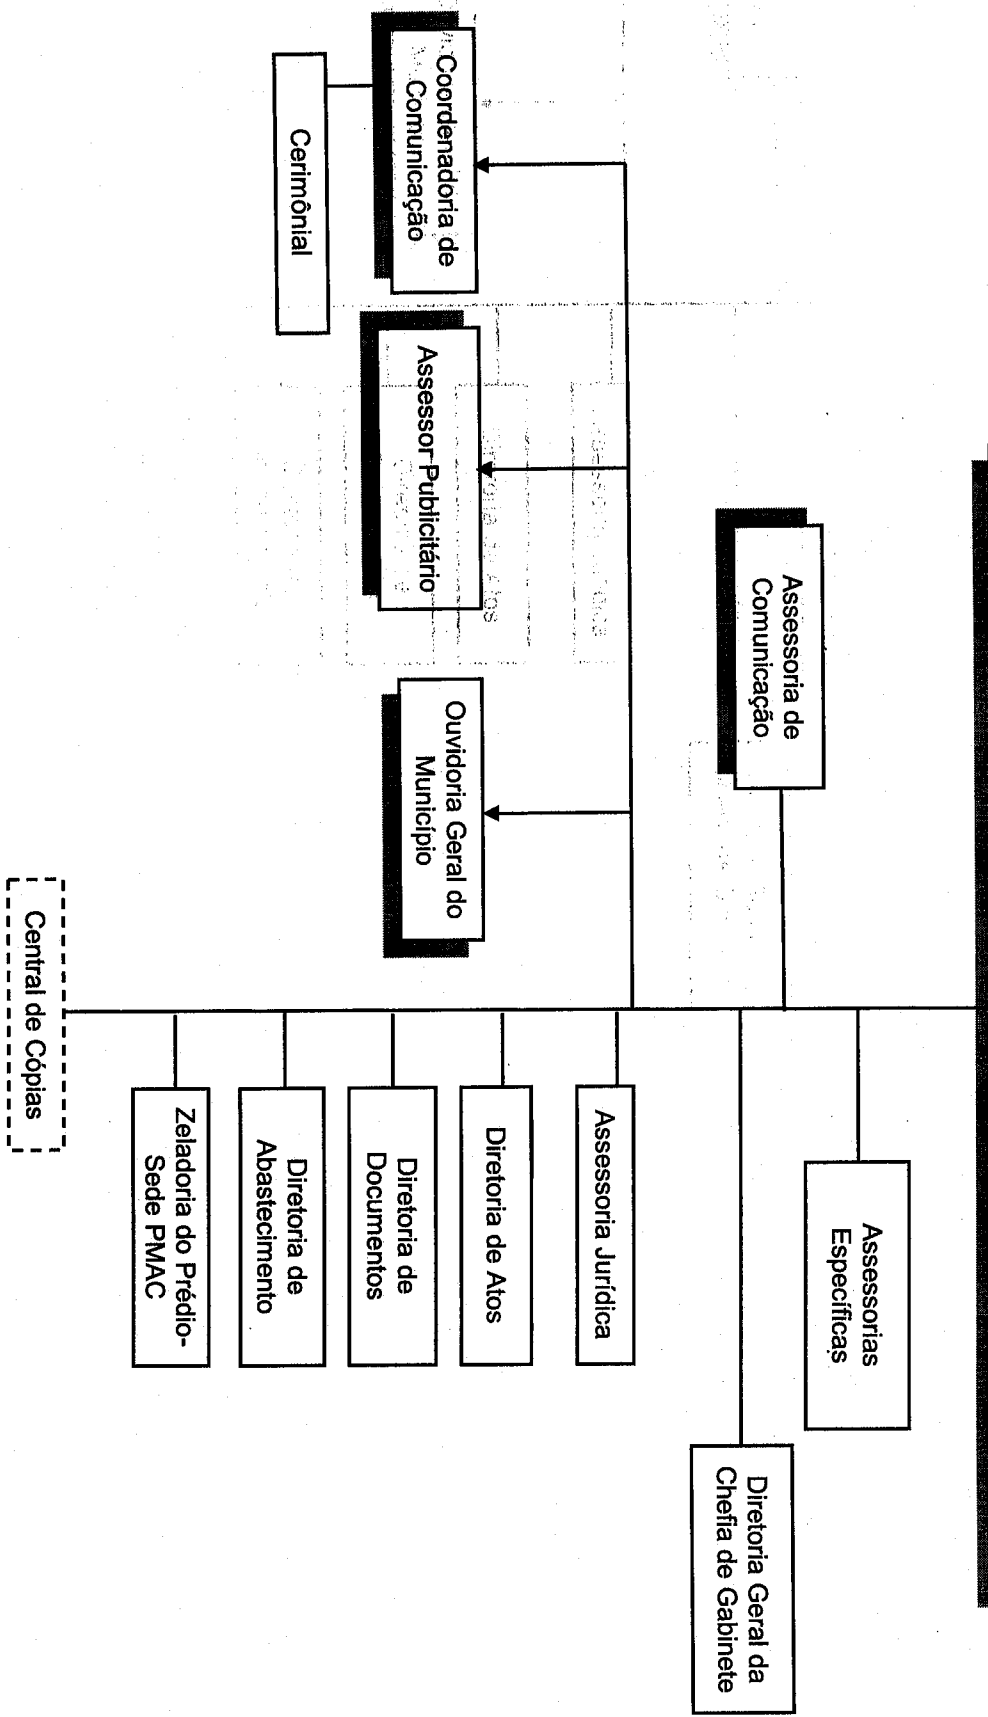 Assessorias
Específicas
Assessoria de
Comunicação
Diretoria Geral da
Chefia de Gabinete
Coordenadoria de
Comunicação
Assessor Publicitário
Ouvidoria Geral do
Município
Cerimônial
Assessoria Jurídica
Diretoria de Atos
Diretoria de
Documentos
Diretoria de
Abastecimento
Zeladoria do Prédio-
Sede PMAC
Central de Cópias